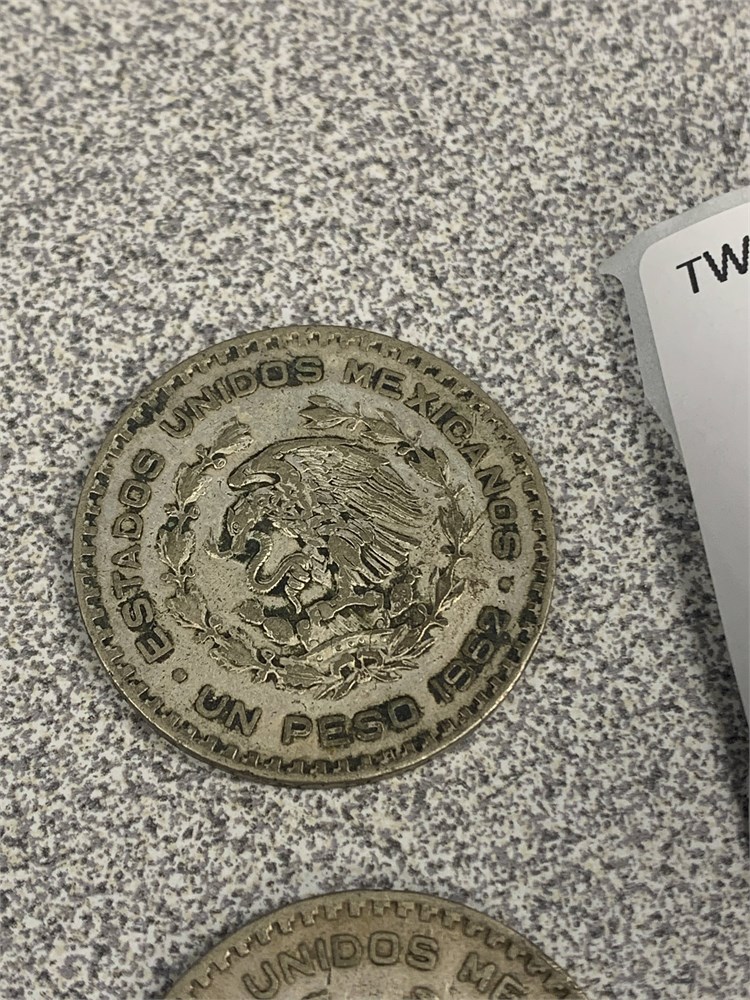 ESTADOS UNIDOS MEXICANOS
UN PESO 1962
TW
UNIDOS ME